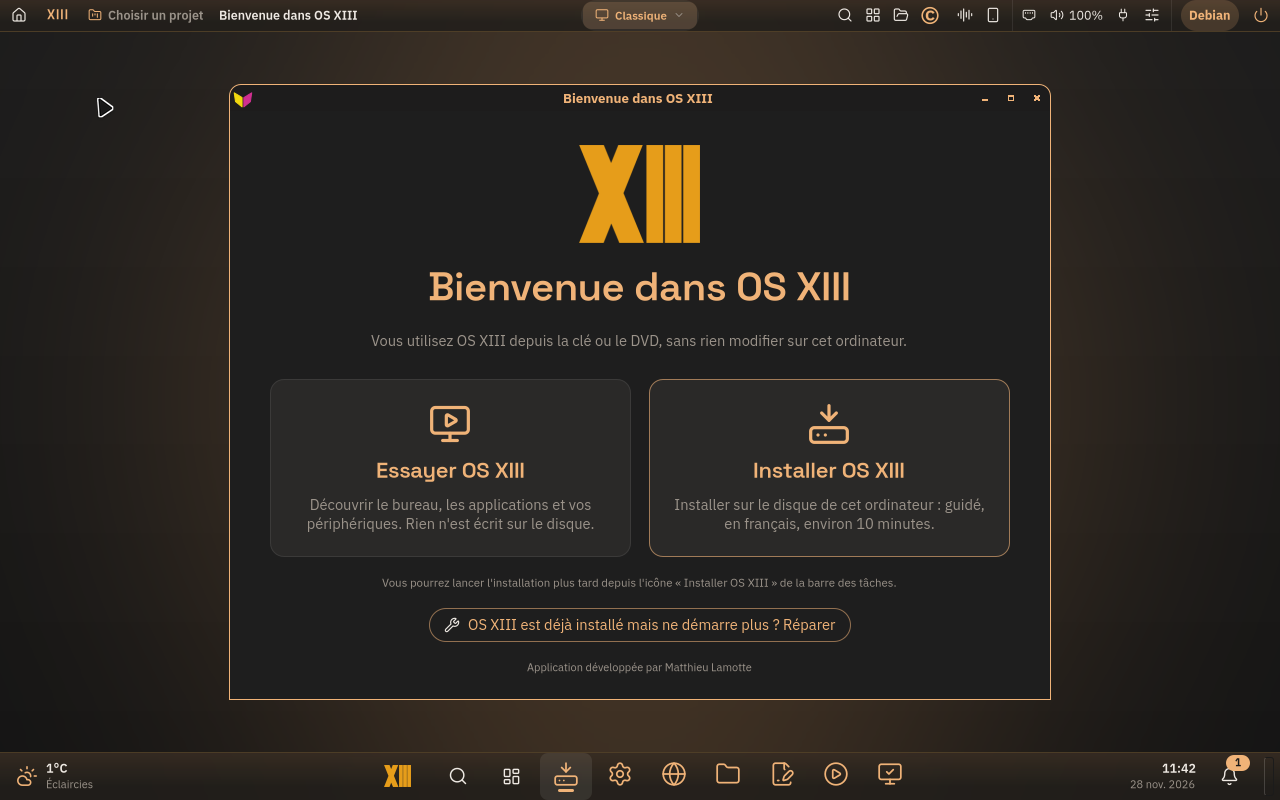 XIII Choisir un projet Bienvenue dans OS XIII Classique 100% Debian
Bienvenue dans OS XIII
XIII
Bienvenue dans OS XIII
Vous utilisez OS XIII depuis la clé ou le DVD, sans rien modifier sur cet ordinateur.
Essayer OS XIII
Découvrir le bureau, les applications et vos
périphériques. Rien n'est écrit sur le disque.
Installer OS XIII
Installer sur le disque de cet ordinateur : guidé,
en français, environ 10 minutes.
Vous pourrez lancer l'installation plus tard depuis l'icône « Installer OS XIII » de la barre des tâches.
OS XIII est déjà installé mais ne démarre plus ? Réparer
Application développée par Matthieu Lamotte
1°C
Éclaircies
XIII
11:42
28 nov. 2026
1